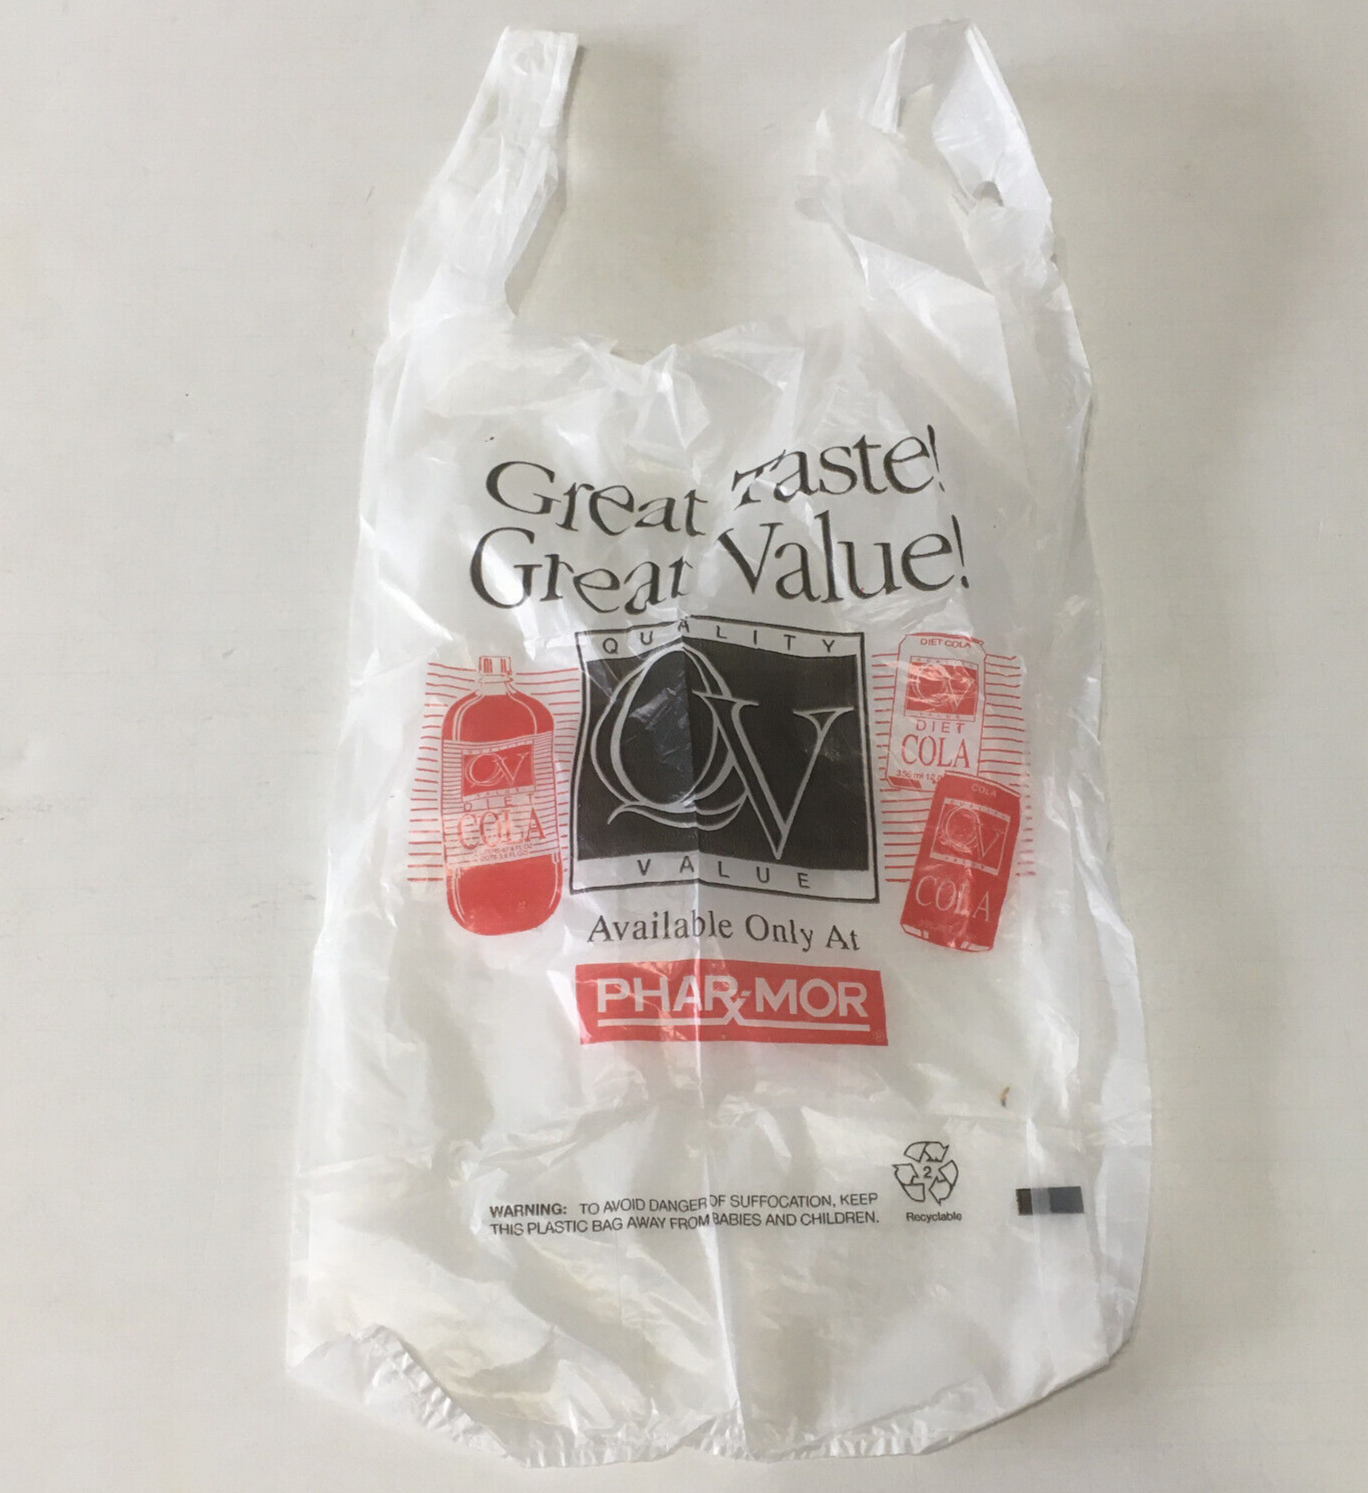 Great Taste!
Great Value!
QUALITY
QV
VALUE
QV
DIET
COLA
DIET COLA
QV
DIET
COLA
COLA
QUALITY
QV
VALUE
COLA
Available Only At
PHAR-MOR
®
2
Recyclable
WARNING: TO AVOID DANGER OF SUFFOCATION, KEEP
THIS PLASTIC BAG AWAY FROM BABIES AND CHILDREN.